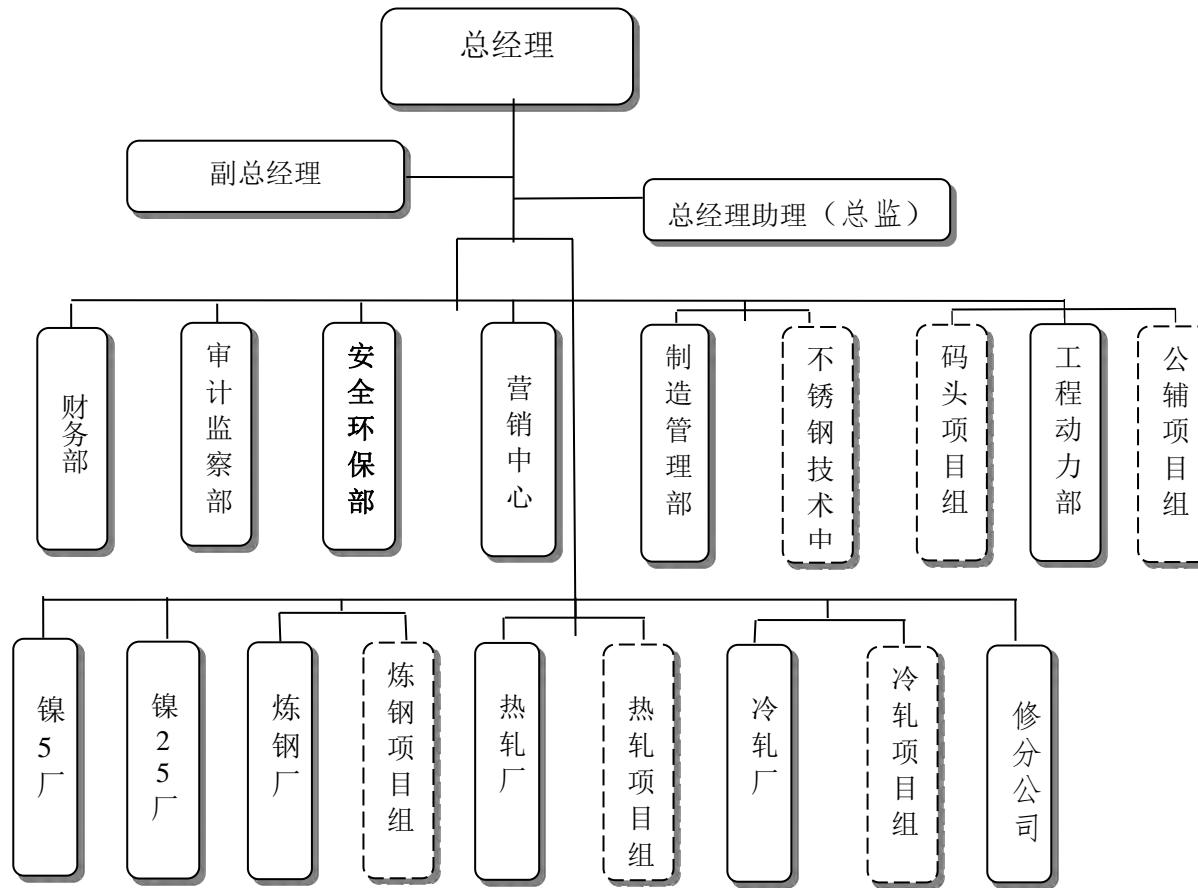 总经理
副总经理
总经理助理（总监）
财务部
审计监察部
安全环保部
营销中心
制造管理部
不锈钢技术中
码头项目组
工程动力部
公辅项目组
镍5厂
镍25厂
炼钢厂
炼钢项目组
热轧厂
热轧项目组
冷轧厂
冷轧项目组
修分公司